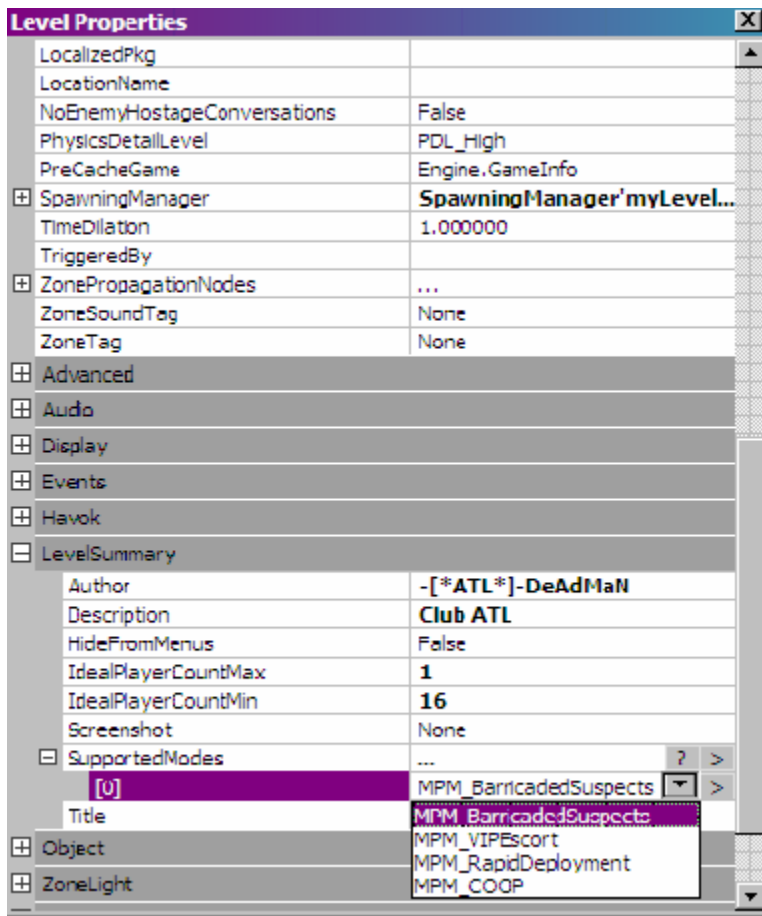 Level Properties X
LocalizedPkg
LocationName
NoEnemyHostageConversations False
PhysicsDetailLevel PDL_High
PreCacheGame Engine.GameInfo
SpawningManager SpawningManager'myLevel...
TimeDilation 1.000000
TriggeredBy
ZonePropagationNodes ...
ZoneSoundTag None
ZoneTag None
Advanced
Audio
Display
Events
Havok
LevelSummary
Author -[*ATL*]-DeAdMaN
Description Club ATL
HideFromMenus False
IdealPlayerCountMax 1
IdealPlayerCountMin 16
Screenshot None
SupportedModes ... ? >
[0] MPM_BarricadedSuspects >
Title MPM_BarricadedSuspects
MPM_VIPEscort
Object MPM_RapidDeployment
ZoneLight MPM_COOP